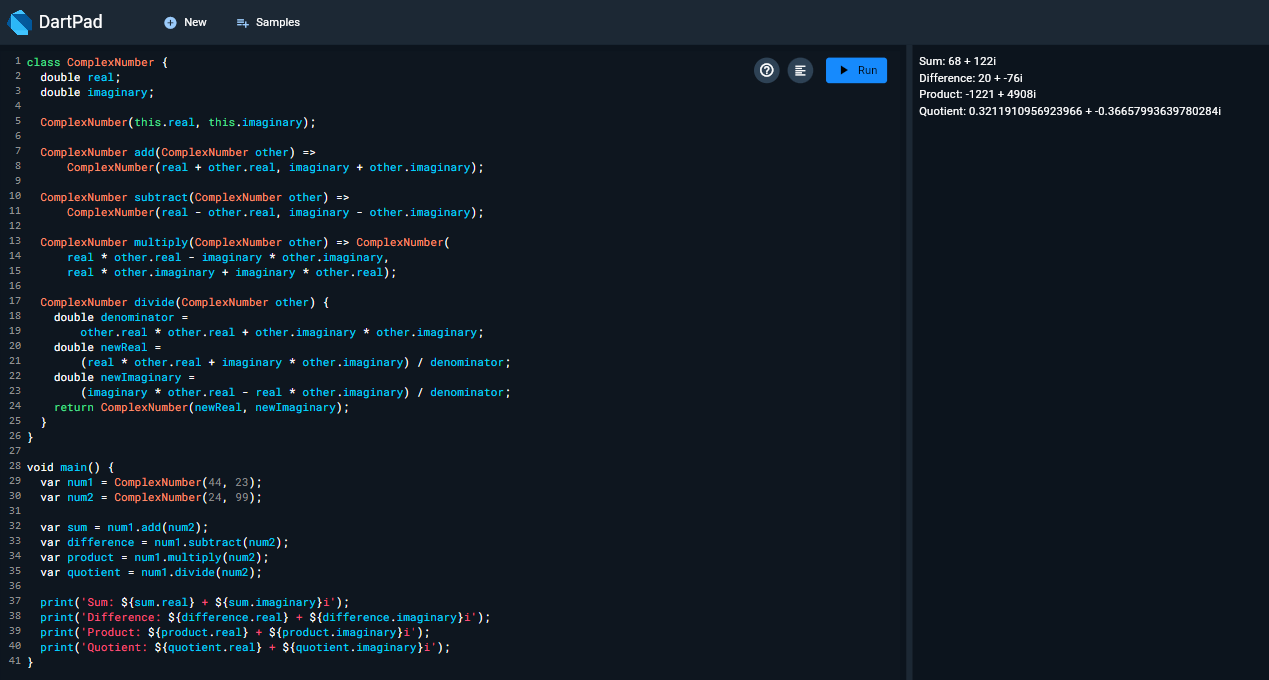 DartPad
New
Samples
Run
1 class ComplexNumber {
2   double real;
3   double imaginary;
4
5   ComplexNumber(this.real, this.imaginary);
6
7   ComplexNumber add(ComplexNumber other) =>
8       ComplexNumber(real + other.real, imaginary + other.imaginary);
9
10   ComplexNumber subtract(ComplexNumber other) =>
11       ComplexNumber(real - other.real, imaginary - other.imaginary);
12
13   ComplexNumber multiply(ComplexNumber other) => ComplexNumber(
14       real * other.real - imaginary * other.imaginary,
15       real * other.imaginary + imaginary * other.real);
16
17   ComplexNumber divide(ComplexNumber other) {
18     double denominator =
19         other.real * other.real + other.imaginary * other.imaginary;
20     double newReal =
21         (real * other.real + imaginary * other.imaginary) / denominator;
22     double newImaginary =
23         (imaginary * other.real - real * other.imaginary) / denominator;
24     return ComplexNumber(newReal, newImaginary);
25   }
26 }
27
28 void main() {
29   var num1 = ComplexNumber(44, 23);
30   var num2 = ComplexNumber(24, 99);
31
32   var sum = num1.add(num2);
33   var difference = num1.subtract(num2);
34   var product = num1.multiply(num2);
35   var quotient = num1.divide(num2);
36
37   print('Sum: ${sum.real} + ${sum.imaginary}i');
38   print('Difference: ${difference.real} + ${difference.imaginary}i');
39   print('Product: ${product.real} + ${product.imaginary}i');
40   print('Quotient: ${quotient.real} + ${quotient.imaginary}i');
41 }
Sum: 68 + 122i
Difference: 20 + -76i
Product: -1221 + 4908i
Quotient: 0.3211910956923966 + -0.36657993639780284i